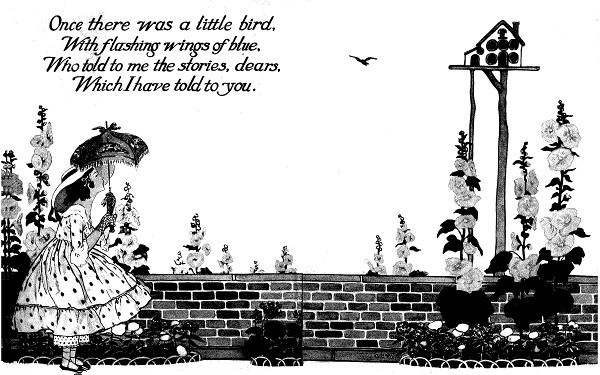 Once there was a little bird,
With flashing wings of blue,
Who told to me the stories, dears,
Which I have told to you.